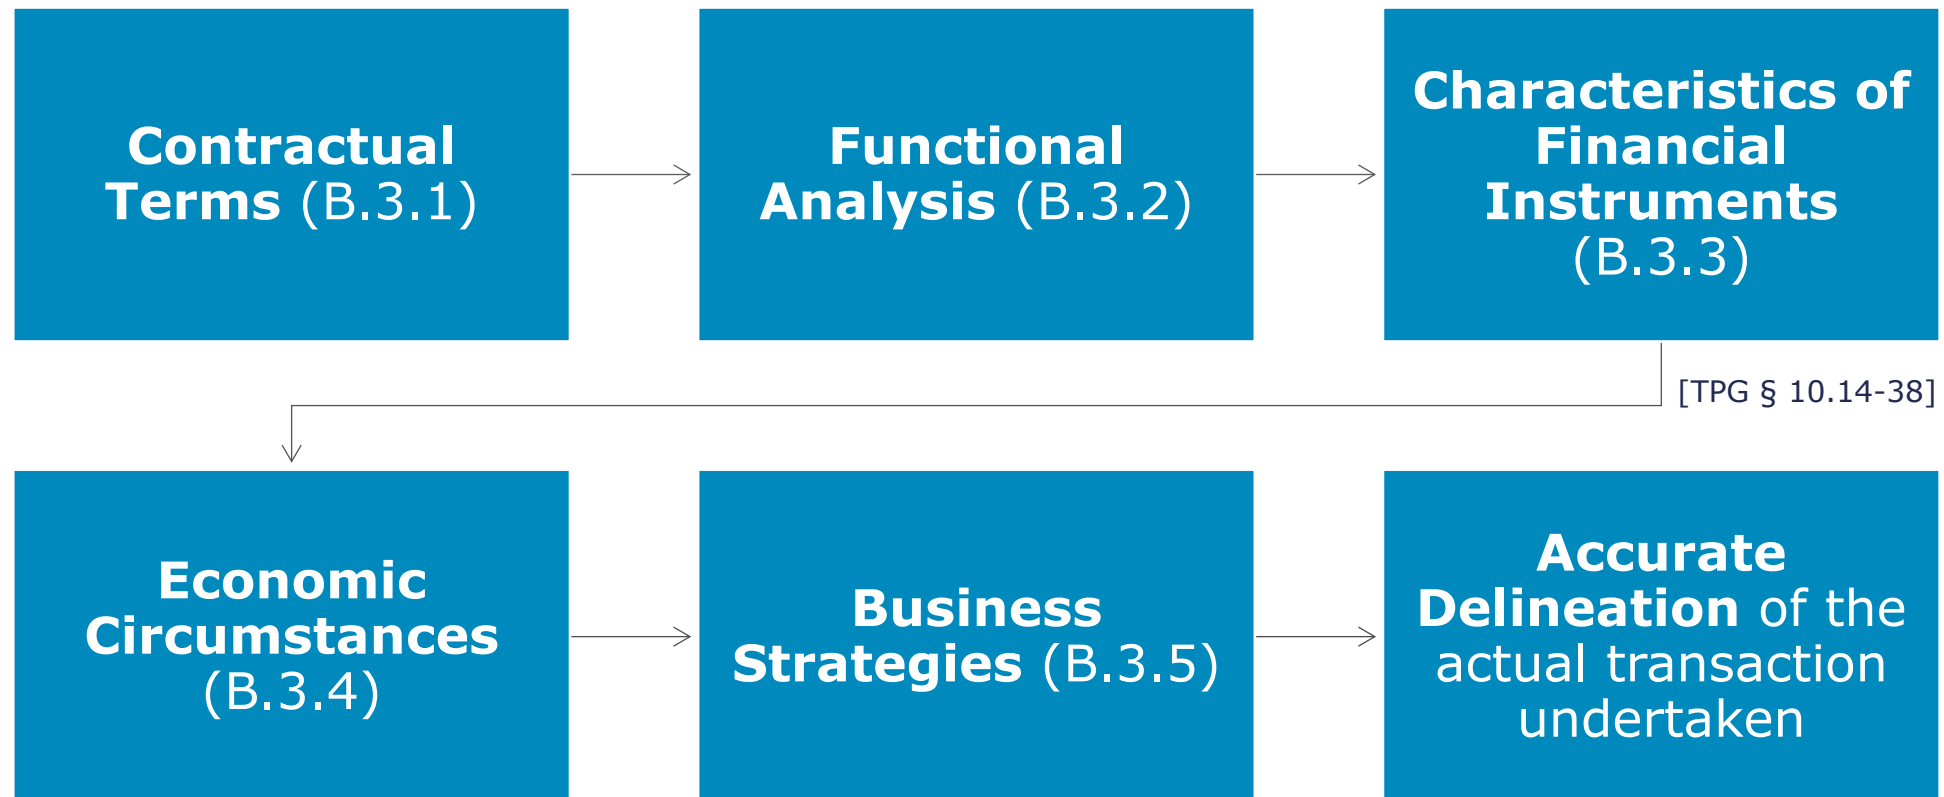 Contractual
Terms (B.3.1)
Functional
Analysis (B.3.2)
Characteristics of
Financial
Instruments
(B.3.3)
[TPG § 10.14-38]
Economic
Circumstances
(B.3.4)
Business
Strategies (B.3.5)
Accurate
Delineation of the
actual transaction
undertaken